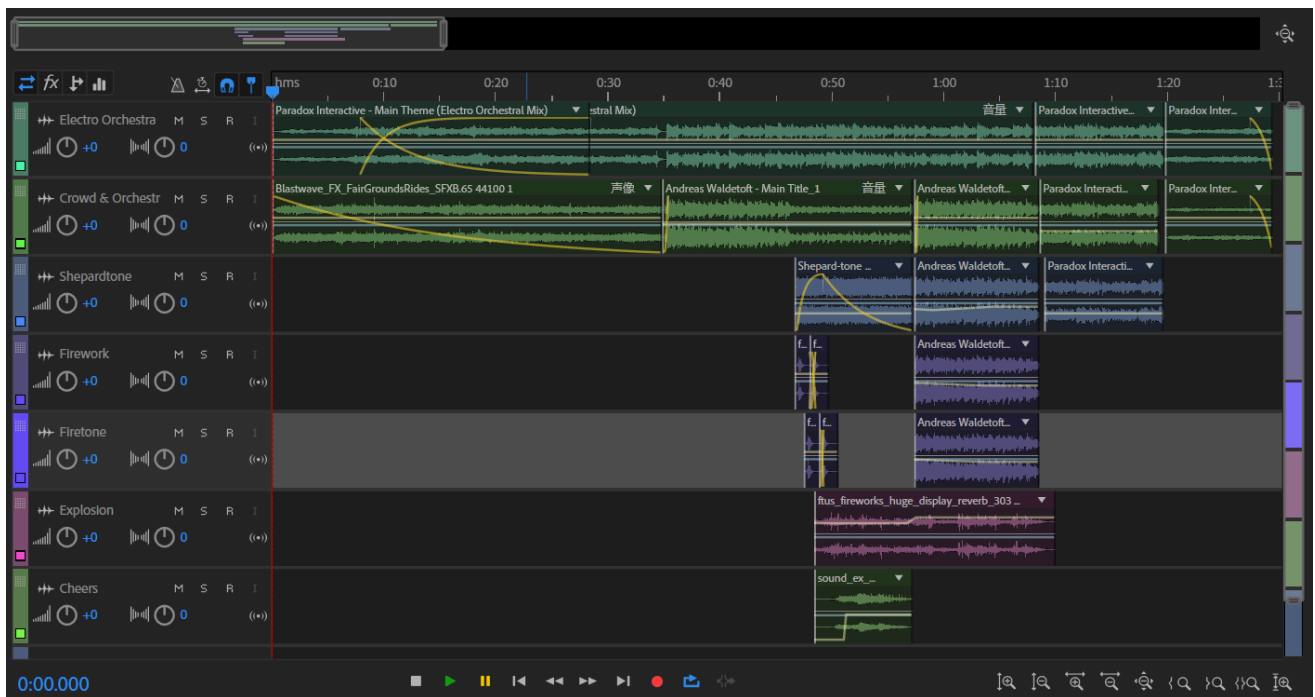 fx
hms 0:10 0:20 0:30 0:40 0:50 1:00 1:10 1:20 1:3
Electro Orchestra M S R I
+0 0
Paradox Interactive - Main Theme (Electro Orchestral Mix) estral Mix) 音量 Paradox Interactive... Paradox Inter...
Crowd & Orchestr M S R I
+0 0
Blastwave_FX_FairGroundsRides_SFXB.65 44100 1 声像 Andreas Waldetoft - Main Title_1 音量 Andreas Waldetoft... Paradox Interacti... Paradox Inter...
Shepardtone M S R I
+0 0
Shepard-tone ... Andreas Waldetoft... Paradox Interacti...
Firework M S R I
+0 0
f... f... Andreas Waldetoft...
Firetone M S R I
+0 0
f... f... Andreas Waldetoft...
Explosion M S R I
+0 0
ftus_fireworks_huge_display_reverb_303 ...
Cheers M S R I
+0 0
sound_ex_...
0:00.000